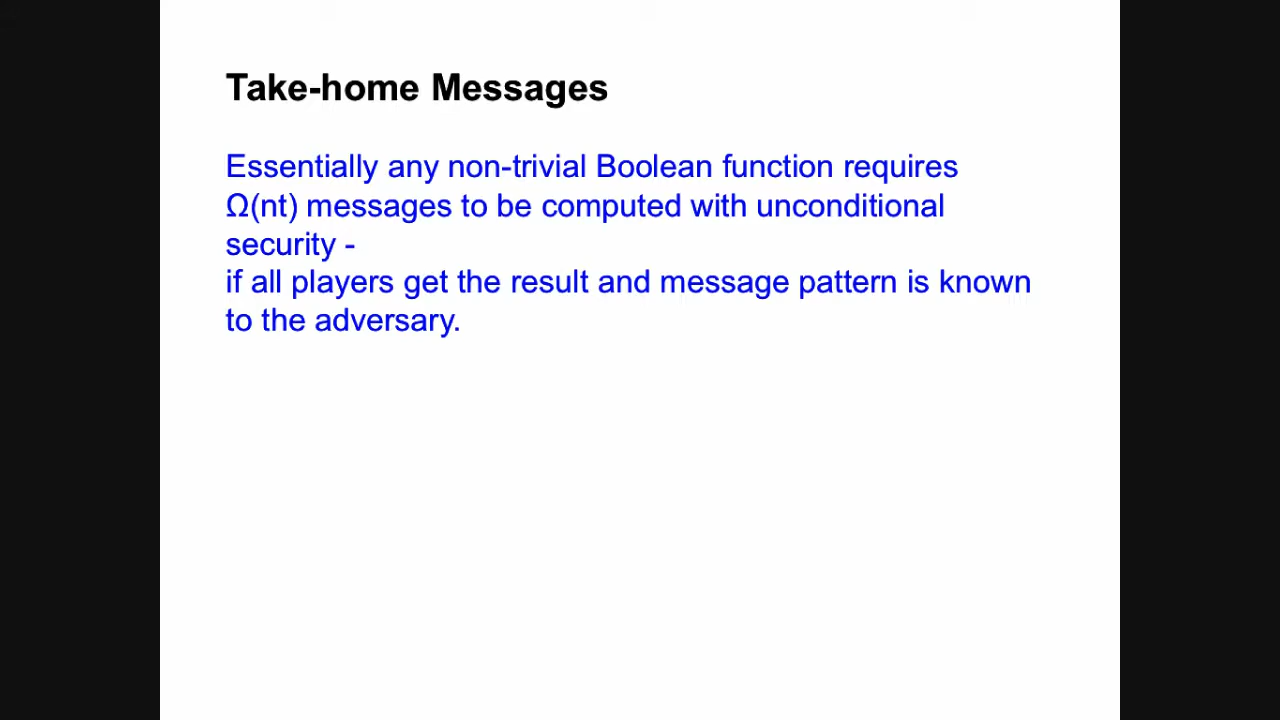 Take-home Messages
Essentially any non-trivial Boolean function requires
Ω(nt) messages to be computed with unconditional
security -
if all players get the result and message pattern is known
to the adversary.